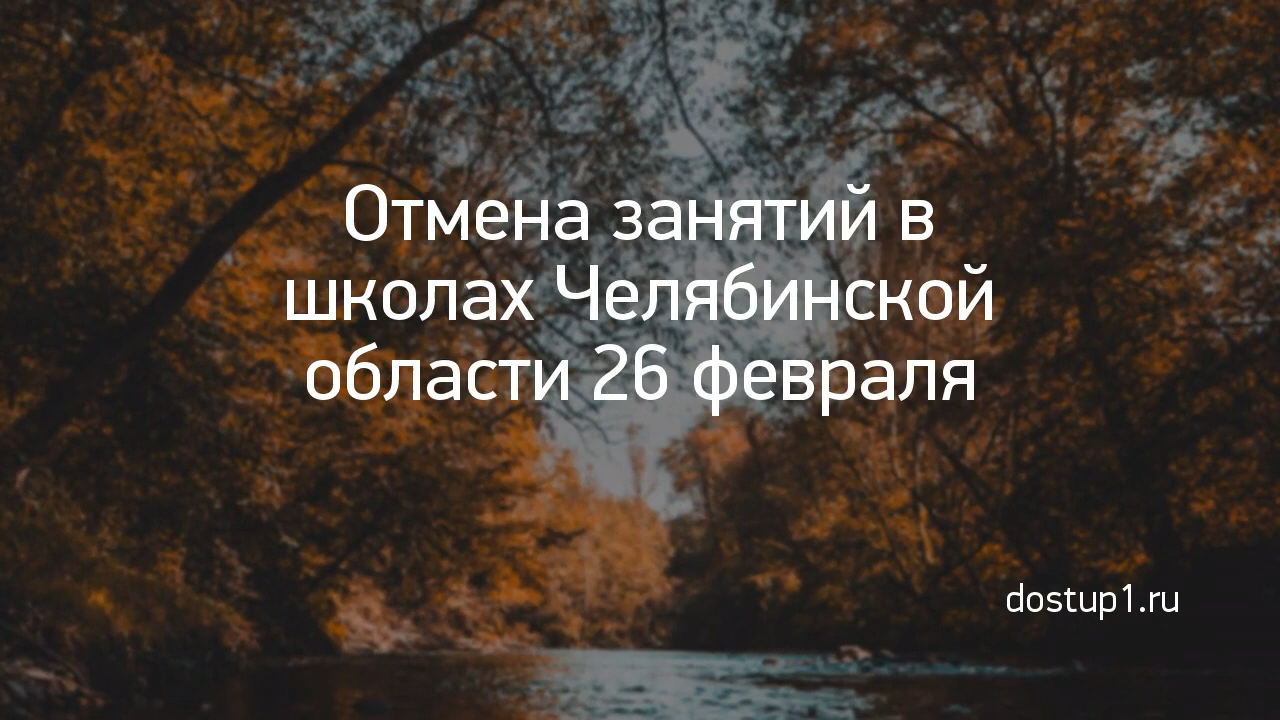 Отмена занятий в
школах Челябинской
области 26 февраля
dostup1.ru